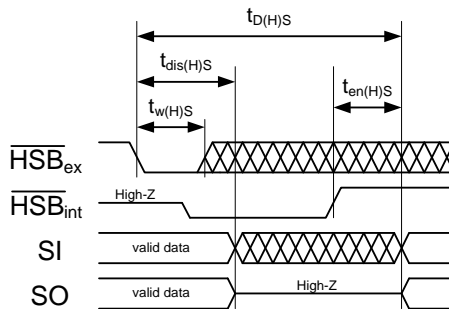 tD(H)S
tdis(H)S
ten(H)S
tw(H)S
HSBex
HSBint
High-Z
SI
valid data
SO
valid data
High-Z